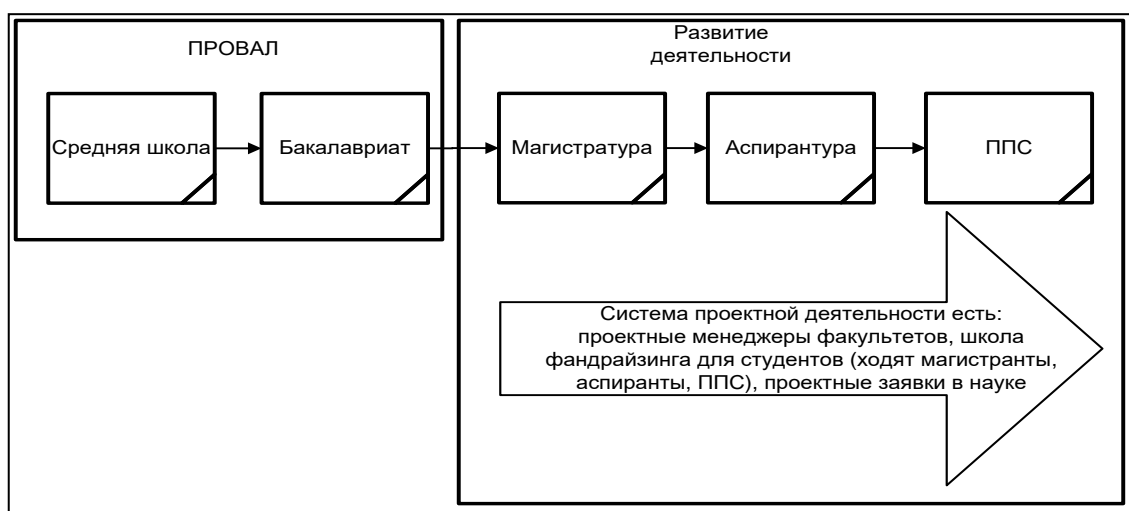 ПРОВАЛ
Развитие
деятельности
Средняя школа
Бакалавриат
Магистратура
Аспирантура
ППС
Система проектной деятельности есть:
проектные менеджеры факультетов, школа
фандрайзинга для студентов (ходят магистранты,
аспиранты, ППС), проектные заявки в науке